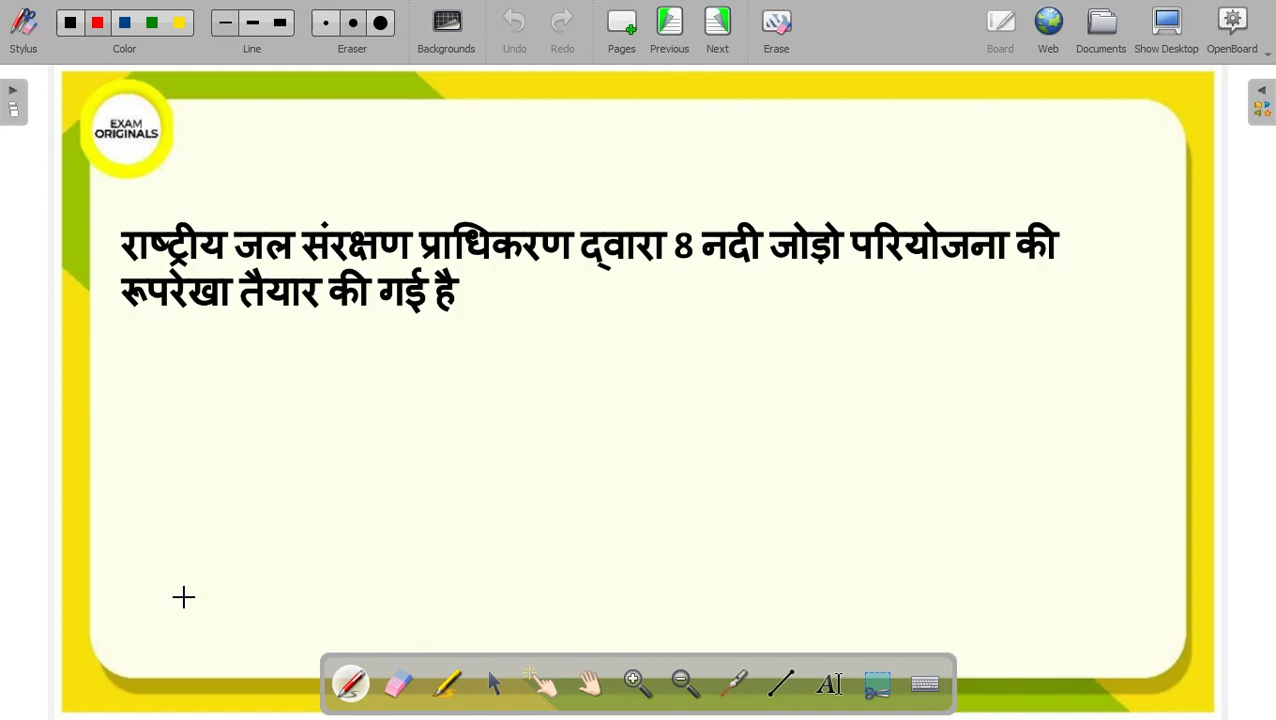 Stylus
Color
Line
Eraser
Backgrounds
Undo
Redo
Pages
Previous
Next
Erase
Board
Web
Documents
Show Desktop
OpenBoard
EXAM
ORIGINALS
राष्ट्रीय जल संरक्षण प्राधिकरण द्वारा 8 नदी जोड़ो परियोजना की
रूपरेखा तैयार की गई है